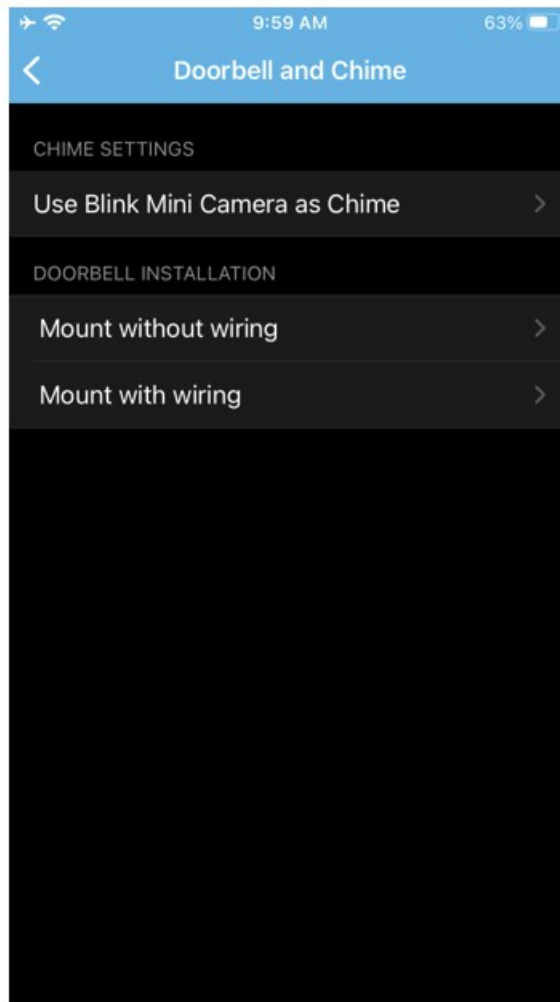 9:59 AM
63%
Doorbell and Chime
CHIME SETTINGS
Use Blink Mini Camera as Chime
DOORBELL INSTALLATION
Mount without wiring
Mount with wiring